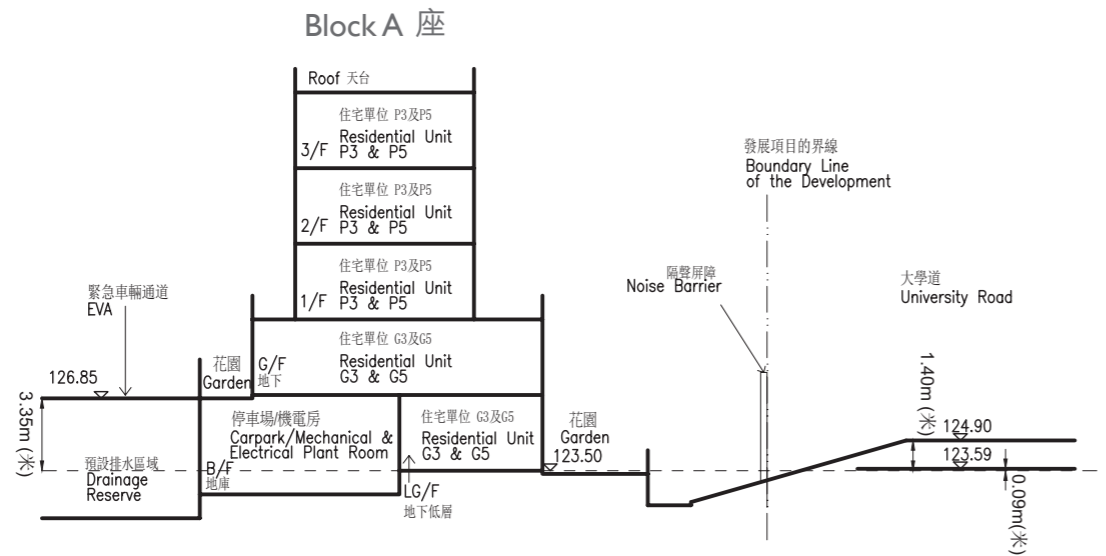 Block A 座
Roof 天台
住宅單位 P3及P5
Residential Unit
3/F P3 & P5
住宅單位 P3及P5
Residential Unit
2/F P3 & P5
住宅單位 P3及P5
Residential Unit
1/F P3 & P5
住宅單位 G3及G5
G/F Residential Unit
地下 G3 & G5
緊急車輛通道
EVA
花園
Garden
126.85
3.35m (米)
預設排水區域
Drainage
Reserve
停車場/機電房
Carpark/Mechanical &
Electrical Plant Room
B/F
地庫
住宅單位 G3及G5
Residential Unit
G3 & G5
LG/F
地下低層
花園
Garden
123.50
隔聲屏障
Noise Barrier
發展項目的界線
Boundary Line
of the Development
大學道
University Road
1.40m (米)
124.90
123.59
0.09m(米)